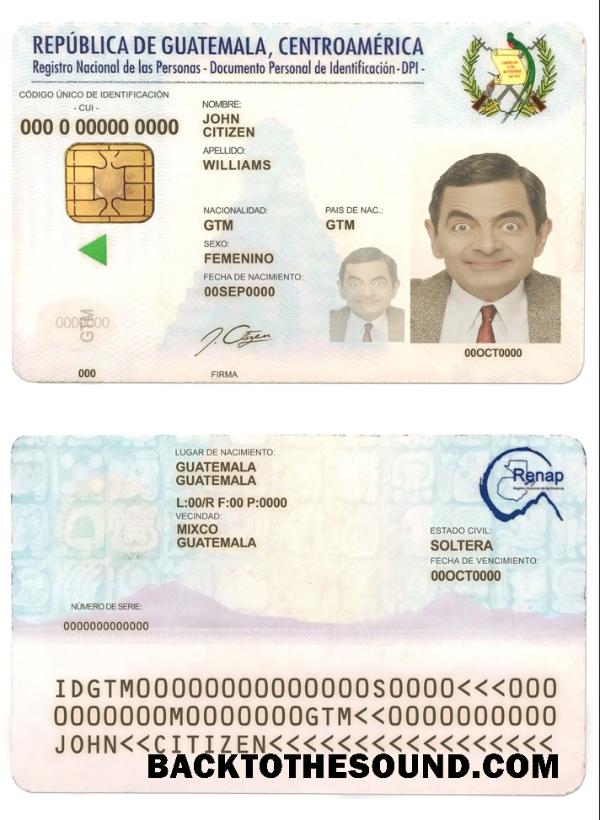 REPÚBLICA DE GUATEMALA, CENTROAMÉRICA
Registro Nacional de las Personas - Documento Personal de Identificación - DPI -
CÓDIGO ÚNICO DE IDENTIFICACIÓN
- CUI -
000 0 00000 0000
NOMBRE:
JOHN
CITIZEN
APELLIDO:
WILLIAMS
NACIONALIDAD: PAIS DE NAC.:
GTM GTM
SEXO:
FEMENINO
FECHA DE NACIMIENTO:
00SEP0000
0000000
GTM
J. Citizen
000 FIRMA
00OCT0000
LUGAR DE NACIMIENTO:
GUATEMALA
GUATEMALA
L:00/R F:00 P:0000
VECINDAD:
MIXCO
GUATEMALA
Renap
ESTADO CIVIL:
SOLTERA
FECHA DE VENCIMIENTO:
00OCT0000
NÚMERO DE SERIE:
0000000000000
IDGTM000000000000000S0000<<<000
00000000M0000000GTM<<0000000000
JOHN<<CITIZEN<<<<<<<<<<<<<<<<<<
BACKTOTHESOUND.COM